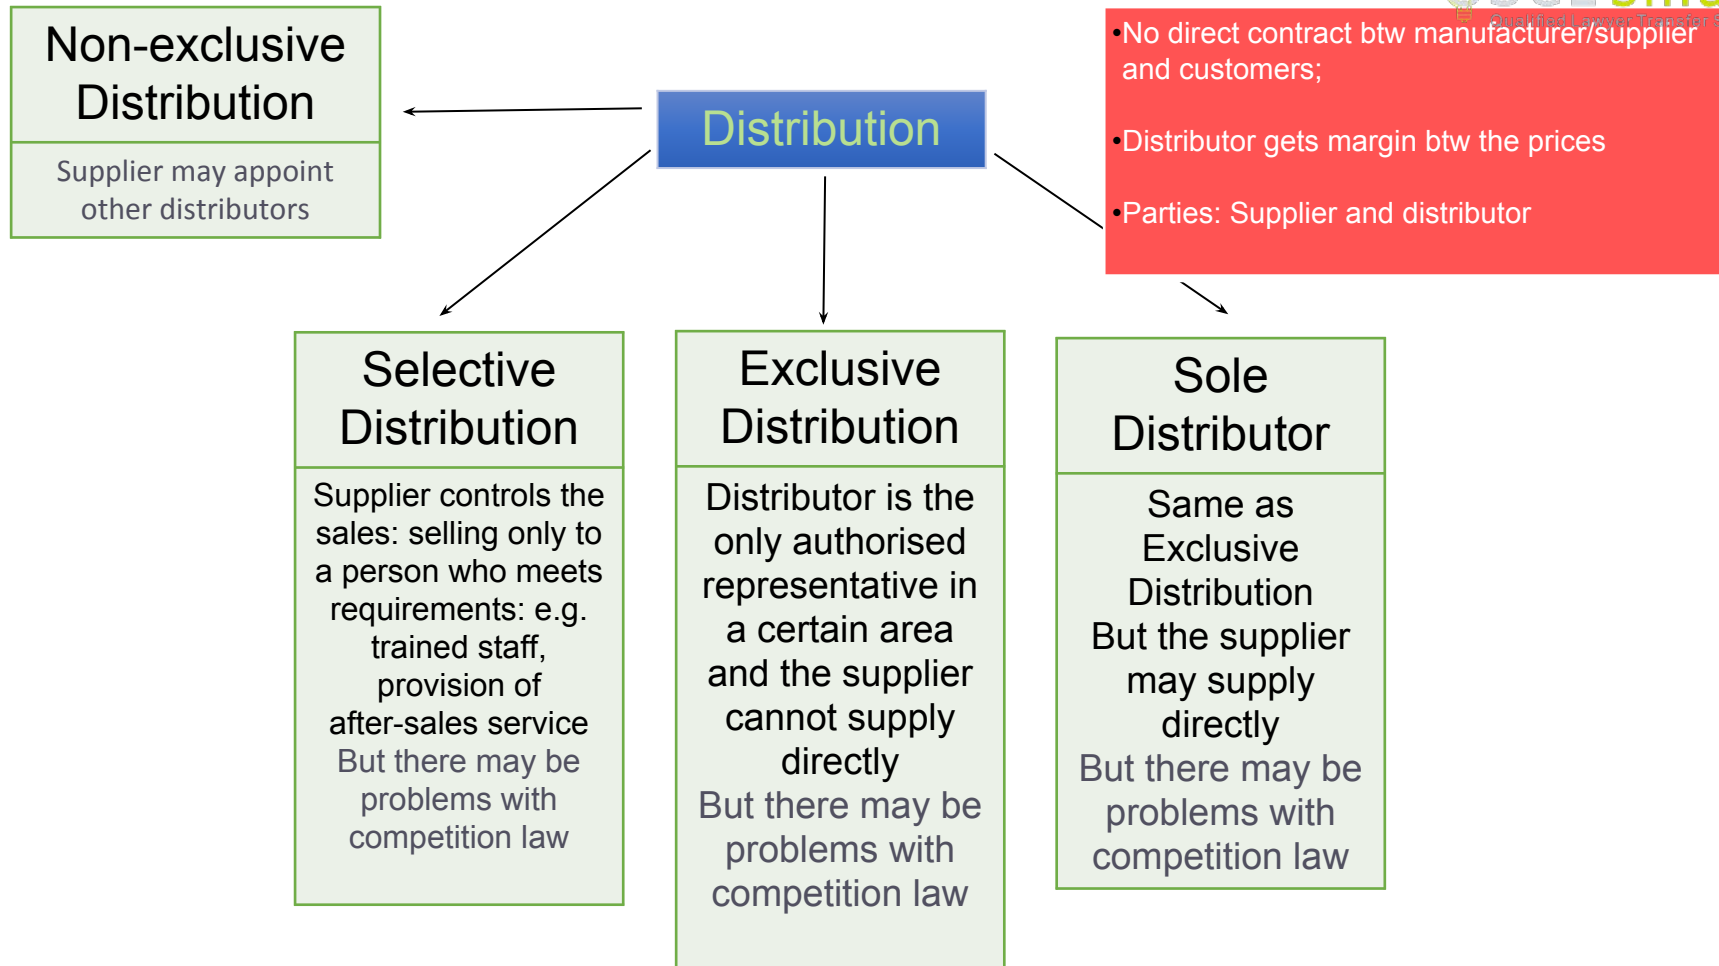 Non-exclusive
Distribution
Supplier may appoint
other distributors
Distribution
Qualified Lawyer Transfer
•No direct contract btw manufacturer/supplier
and customers;
•Distributor gets margin btw the prices
•Parties: Supplier and distributor
Selective
Distribution
Supplier controls the
sales: selling only to
a person who meets
requirements: e.g.
trained staff,
provision of
after-sales service
But there may be
problems with
competition law
Exclusive
Distribution
Distributor is the
only authorised
representative in
a certain area
and the supplier
cannot supply
directly
But there may be
problems with
competition law
Sole
Distributor
Same as
Exclusive
Distribution
But the supplier
may supply
directly
But there may be
problems with
competition law